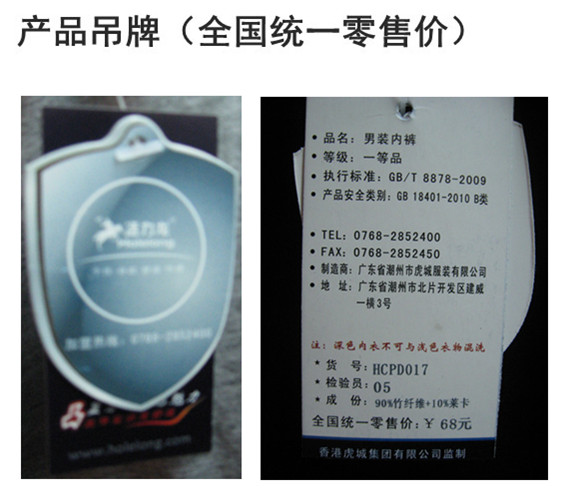 产品吊牌（全国统一零售价）
加盟热线：0768-2852400
• 品名：男装内裤
• 等级：一等品
• 执行标准：GB/T 8878-2009
• 产品安全类别：GB 18401-2010 B类
• TEL：0768-2852400
• FAX：0768-2852450
• 制造商：广东省潮州市虎城服装有限公司
• 地 址：广东省潮州市北片开发区建威
一横3号
注：深色内衣不可与浅色衣物混洗
* 货 号：HCPD017
* 检验员：05
* 成 份：90%竹纤维+10%莱卡
全国统一零售价：￥ 68元
香港虎城集团有限公司监制